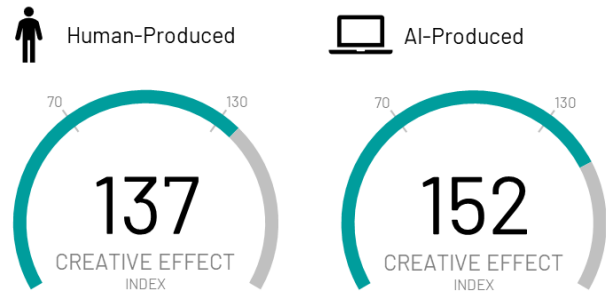 Human-Produced
70
130
137
CREATIVE EFFECT
INDEX
AI-Produced
70
130
152
CREATIVE EFFECT
INDEX